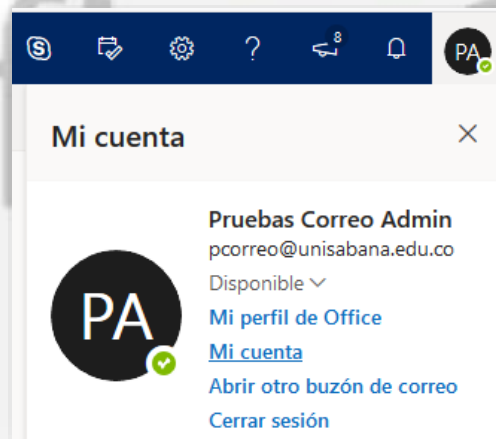 S
?
8
PA
Mi cuenta
PA
Pruebas Correo Admin
pcorreo@unisabana.edu.co
Disponible
Mi perfil de Office
Mi cuenta
Abrir otro buzón de correo
Cerrar sesión